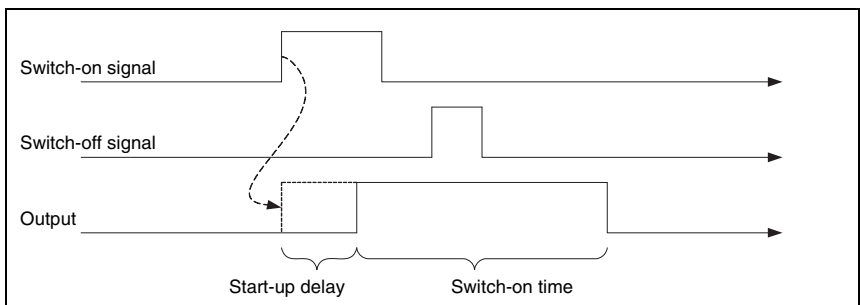 Switch-on signal
Switch-off signal
Output
Start-up delay
Switch-on time